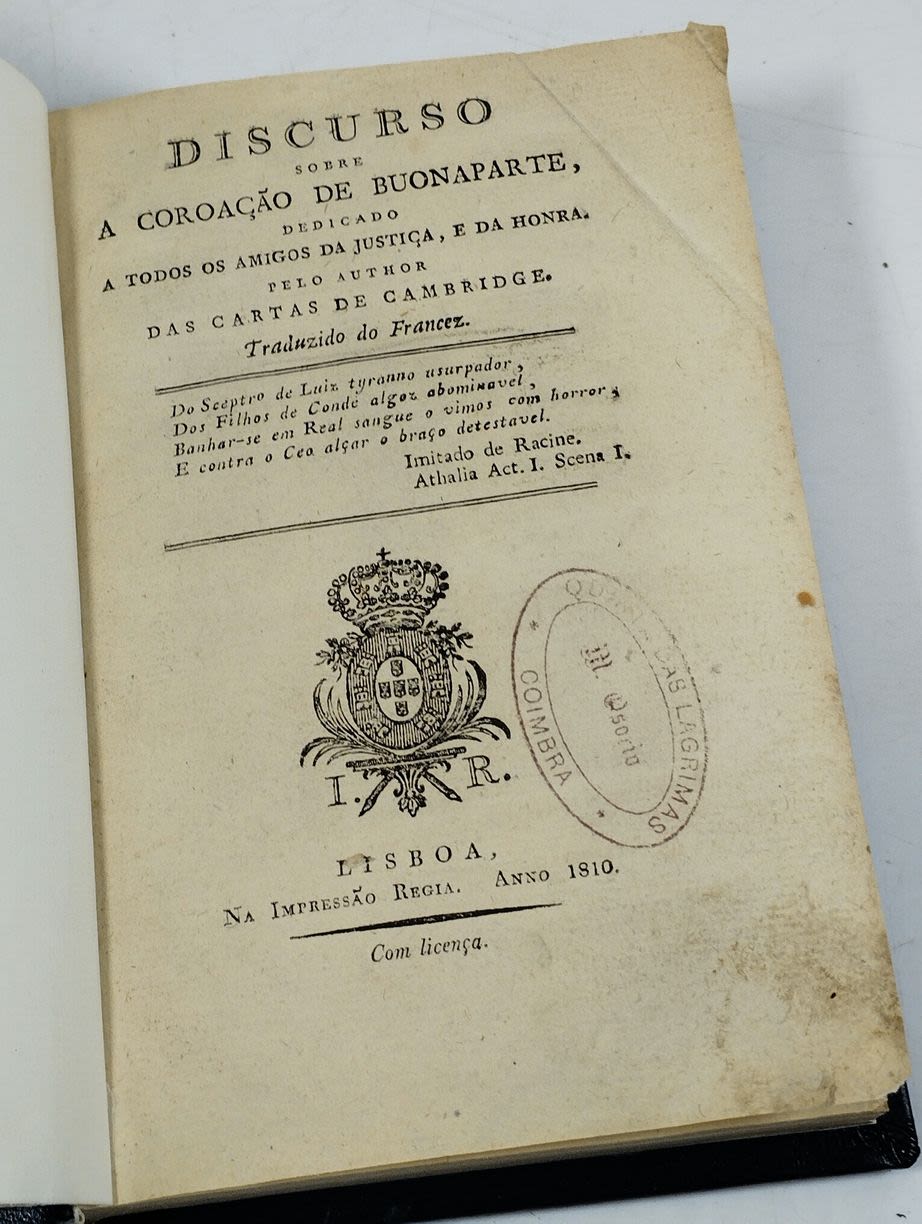 DISCURSO
SOBRE
A COROAÇÃO DE BUONAPARTE,
DEDICADO
A TODOS OS AMIGOS DA JUSTIÇA, E DA HONRA.
PELO AUTHOR
DAS CARTAS DE CAMBRIDGE.
Traduzido do Francez.
Do Sceptro de Luiz tyranno usurpador,
Dos Filhos de Condé algoz abominavel,
Banhar-se em Real sangue o vimos com horror,
E contra o Ceo alçar o braço detestavel.
Imitado de Racine.
Athalia Act. I. Scena I.
I. R.
QUINTA DAS LAGRIMAS
M. Osorio
* COIMBRA *
LISBOA,
NA IMPRESSÃO REGIA. ANNO 1810.
Com licença.